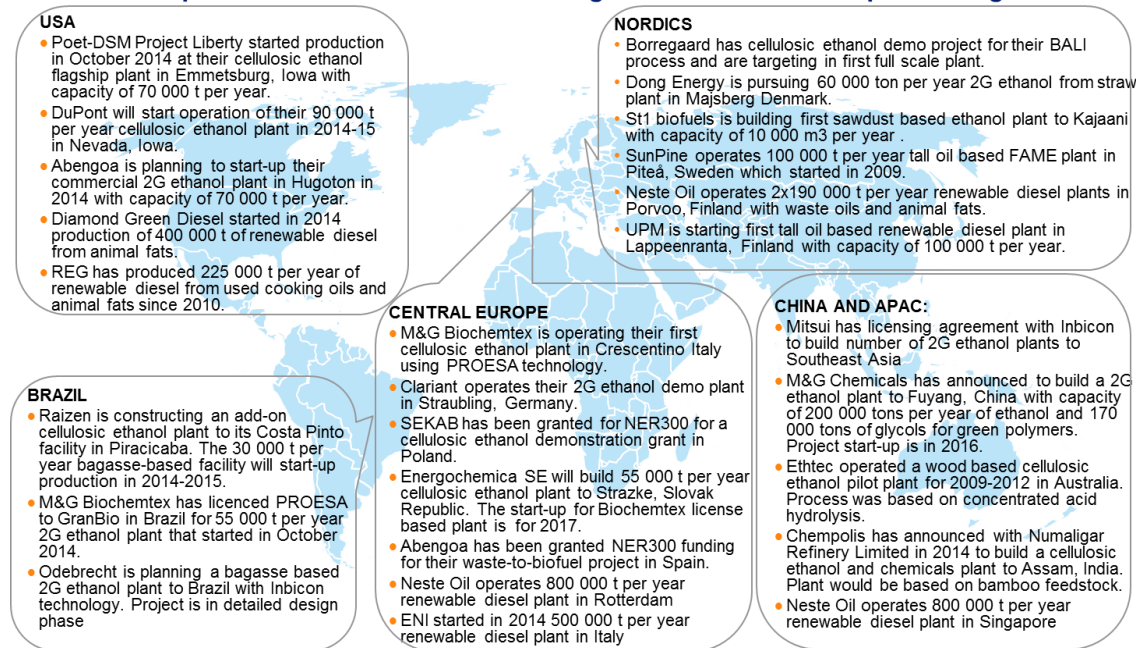 USA
• Poet-DSM Project Liberty started production
in October 2014 at their cellulosic ethanol
flagship plant in Emmetsburg, Iowa with
capacity of 70 000 t per year.
• DuPont will start operation of their 90 000 t
per year cellulosic ethanol plant in 2014-15
in Nevada, Iowa.
• Abengoa is planning to start-up their
commercial 2G ethanol plant in Hugoton in
2014 with capacity of 70 000 t per year.
• Diamond Green Diesel started in 2014
production of 400 000 t of renewable diesel
from animal fats.
• REG has produced 225 000 t per year of
renewable diesel from used cooking oils and
animal fats since 2010.
NORDICS
• Borregaard has cellulosic ethanol demo project for their BALI
process and are targeting in first full scale plant.
• Dong Energy is pursuing 60 000 ton per year 2G ethanol from straw
plant in Majsberg Denmark.
• St1 biofuels is building first sawdust based ethanol plant to Kajaani
with capacity of 10 000 m3 per year .
• SunPine operates 100 000 t per year tall oil based FAME plant in
Piteå, Sweden which started in 2009.
• Neste Oil operates 2x190 000 t per year renewable diesel plants in
Porvoo, Finland with waste oils and animal fats.
• UPM is starting first tall oil based renewable diesel plant in
Lappeenranta, Finland with capacity of 100 000 t per year.
BRAZIL
• Raizen is constructing an add-on
cellulosic ethanol plant to its Costa Pinto
facility in Piracicaba. The 30 000 t per
year bagasse-based facility will start-up
production in 2014-2015.
• M&G Biochemtex has licenced PROESA
to GranBio in Brazil for 55 000 t per year
2G ethanol plant that started in October
2014.
• Odebrecht is planning a bagasse based
2G ethanol plant to Brazil with Inbicon
technology. Project is in detailed design
phase
CENTRAL EUROPE
• M&G Biochemtex is operating their first
cellulosic ethanol plant in Crescentino Italy
using PROESA technology.
• Clariant operates their 2G ethanol demo plant
in Straubling, Germany.
• SEKAB has been granted for NER300 for a
cellulosic ethanol demonstration grant in
Poland.
• Energochemica SE will build 55 000 t per year
cellulosic ethanol plant to Strazke, Slovak
Republic. The start-up for Biochemtex license
based plant is for 2017.
• Abengoa has been granted NER300 funding
for their waste-to-biofuel project in Spain.
• Neste Oil operates 800 000 t per year
renewable diesel plant in Rotterdam
• ENI started in 2014 500 000 t per year
renewable diesel plant in Italy
CHINA AND APAC:
• Mitsui has licensing agreement with Inbicon
to build number of 2G ethanol plants to
Southeast Asia
• M&G Chemicals has announced to build a 2G
ethanol plant to Fuyang, China with capacity
of 200 000 tons per year of ethanol and 170
000 tons of glycols for green polymers.
Project start-up is in 2016.
• Ethtec operated a wood based cellulosic
ethanol pilot plant for 2009-2012 in Australia.
Process was based on concentrated acid
hydrolysis.
• Chempolis has announced with Numaligar
Refinery Limited in 2014 to build a cellulosic
ethanol and chemicals plant to Assam, India.
Plant would be based on bamboo feedstock.
• Neste Oil operates 800 000 t per year
renewable diesel plant in Singapore